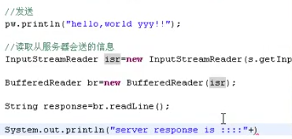 //发送
pw.println("hello,world yyy!!");
//读取从服务器会送的信息
InputStreamReader isr=new InputStreamReader(s.getInp
BufferedReader br=new BufferedReader(isr);
String response=br.readLine();
System.out.println("server response is ::::"+)